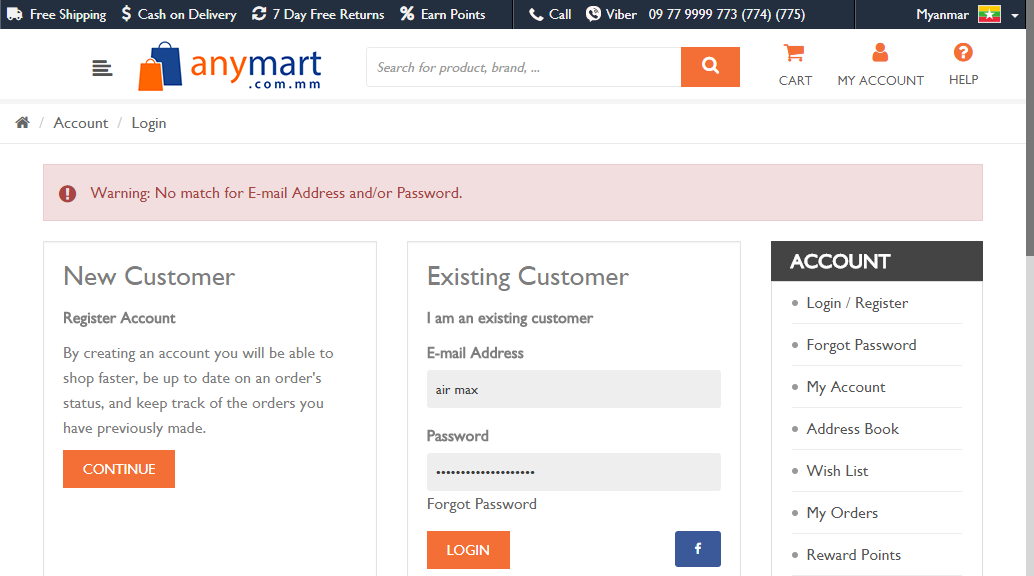 Free Shipping $ Cash on Delivery 7 Day Free Returns % Earn Points Call Viber 09 77 9999 773 (774) (775) Myanmar
anymart
.com.mm
Search for product, brand, ...
CART MY ACCOUNT HELP
/ Account / Login
Warning: No match for E-mail Address and/or Password.
New Customer
Register Account
By creating an account you will be able to
shop faster, be up to date on an order's
status, and keep track of the orders you
have previously made.
CONTINUE
Existing Customer
I am an existing customer
E-mail Address
air max
Password
••••••••••••••••••••
Forgot Password
LOGIN f
ACCOUNT
Login / Register
Forgot Password
My Account
Address Book
Wish List
My Orders
Reward Points